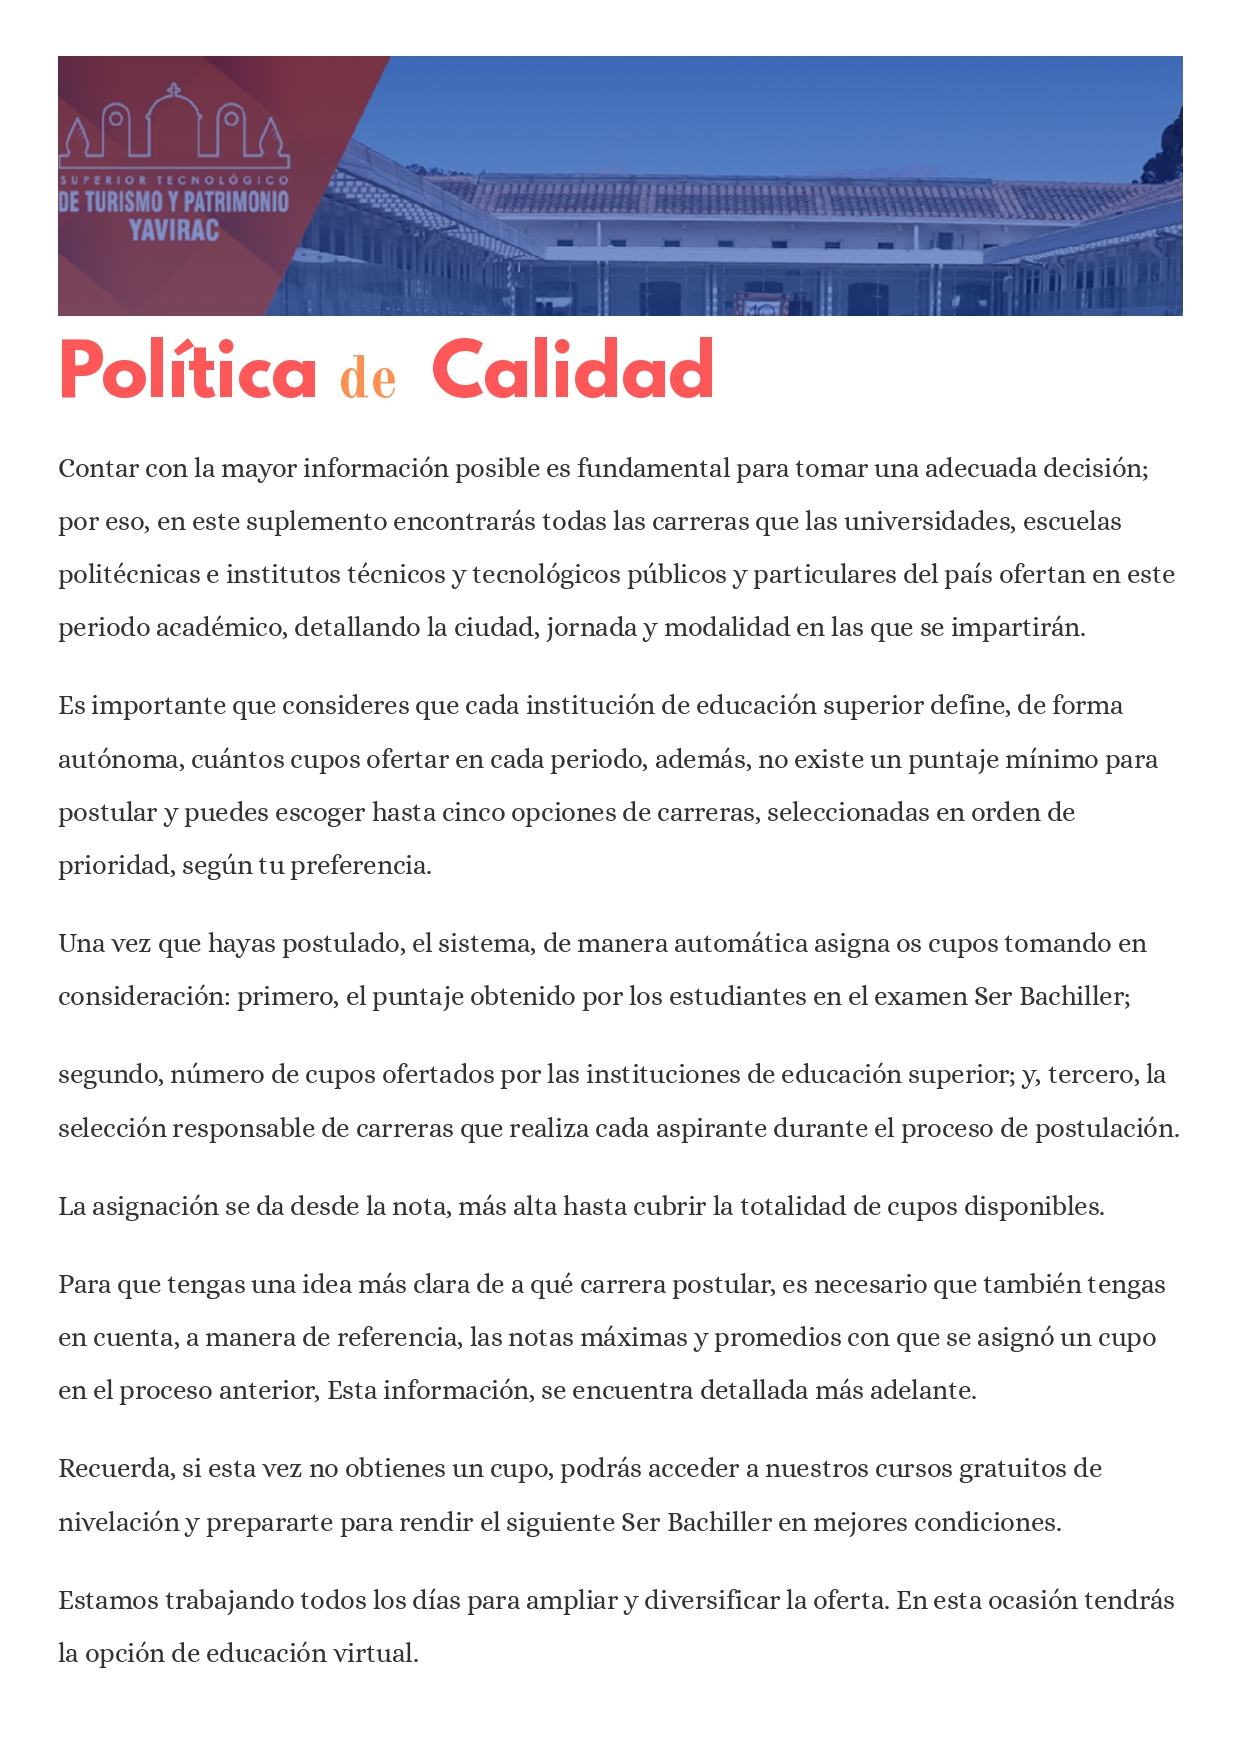 SUPERIOR TECNOLÓGICO
DE TURISMO Y PATRIMONIO
YAVIRAC
Política de Calidad
Contar con la mayor información posible es fundamental para tomar una adecuada decisión;
por eso, en este suplemento encontrarás todas las carreras que las universidades, escuelas
politécnicas e institutos técnicos y tecnológicos públicos y particulares del país ofertan en este
periodo académico, detallando la ciudad, jornada y modalidad en las que se impartirán.
Es importante que consideres que cada institución de educación superior define, de forma
autónoma, cuántos cupos ofertar en cada periodo, además, no existe un puntaje mínimo para
postular y puedes escoger hasta cinco opciones de carreras, seleccionadas en orden de
prioridad, según tu preferencia.
Una vez que hayas postulado, el sistema, de manera automática asigna os cupos tomando en
consideración: primero, el puntaje obtenido por los estudiantes en el examen Ser Bachiller;
segundo, número de cupos ofertados por las instituciones de educación superior; y, tercero, la
selección responsable de carreras que realiza cada aspirante durante el proceso de postulación.
La asignación se da desde la nota, más alta hasta cubrir la totalidad de cupos disponibles.
Para que tengas una idea más clara de a qué carrera postular, es necesario que también tengas
en cuenta, a manera de referencia, las notas máximas y promedios con que se asignó un cupo
en el proceso anterior, Esta información, se encuentra detallada más adelante.
Recuerda, si esta vez no obtienes un cupo, podrás acceder a nuestros cursos gratuitos de
nivelación y prepararte para rendir el siguiente Ser Bachiller en mejores condiciones.
Estamos trabajando todos los días para ampliar y diversificar la oferta. En esta ocasión tendrás
la opción de educación virtual.